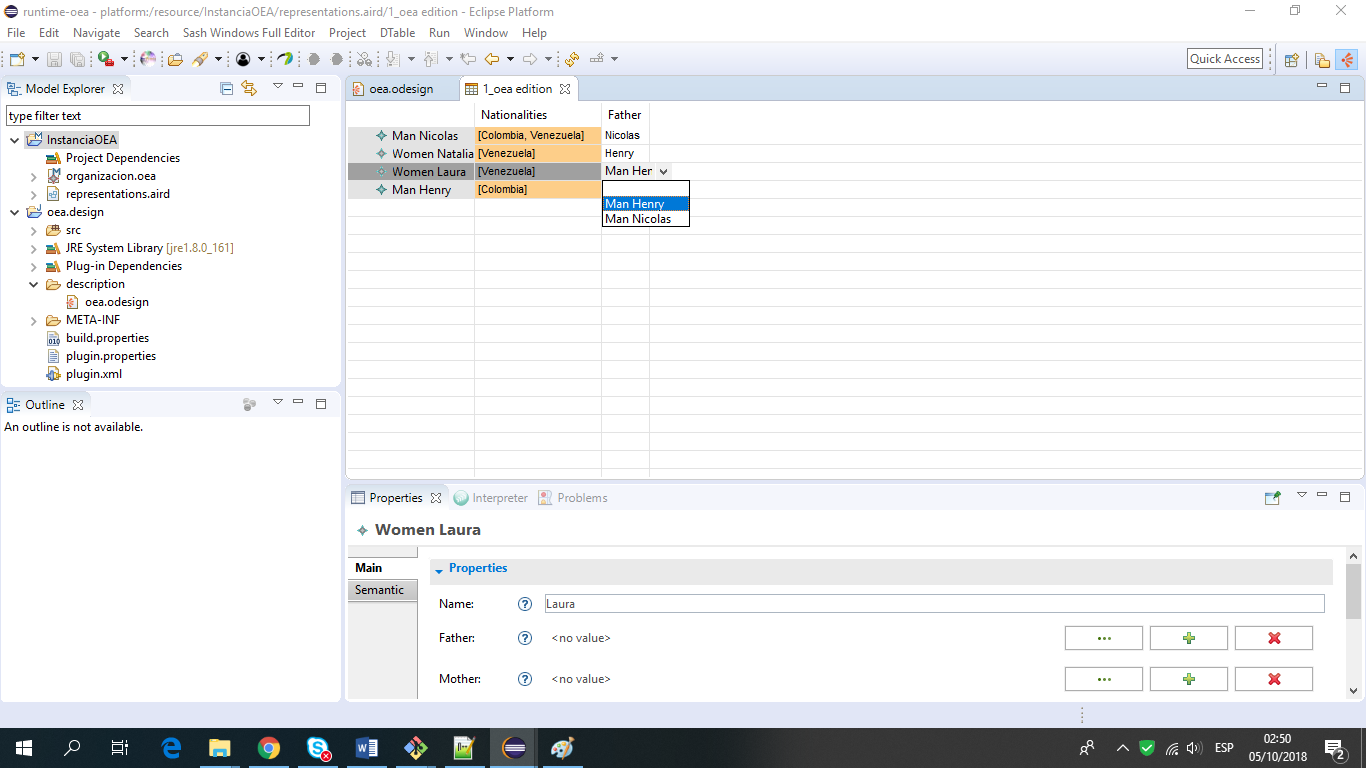 runtime-oea - platform:/resource/InstanciaOEA/representations.aird/1_oea edition - Eclipse Platform
File Edit Navigate Search Sash Windows Full Editor Project DTable Run Window Help
Quick Access
Model Explorer
type filter text
InstanciaOEA
Project Dependencies
organizacion.oea
representations.aird
oea.design
src
JRE System Library [jre1.8.0_161]
Plug-in Dependencies
description
oea.odesign
META-INF
build.properties
plugin.properties
plugin.xml
Outline
An outline is not available.
oea.odesign 1_oea edition
Nationalities Father
Man Nicolas [Colombia, Venezuela] Nicolas
Women Natalia [Venezuela] Henry
Women Laura [Venezuela] Man Her
Man Henry [Colombia]
Man Henry
Man Nicolas
Properties Interpreter Problems
Women Laura
Main
Semantic
Properties
Name: ? Laura
Father: ? <no value>
Mother: ? <no value>
ESP
02:50
05/10/2018
2